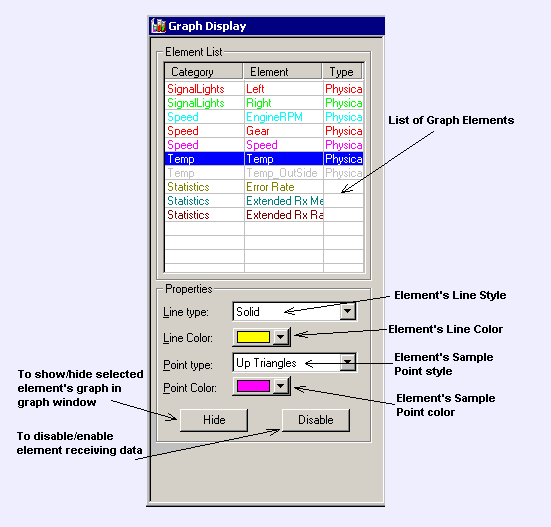 Graph Display
Element List
Category Element Type
SignalLights Left Physica
SignalLights Right Physica
Speed EngineRPM Physica
Speed Gear Physica
Speed Speed Physica
Temp Temp Physica
Temp Temp_OutSide Physica
Statistics Error Rate
Statistics Extended Rx Me
Statistics Extended Rx Ra
List of Graph Elements
Properties
Line type: Solid
Element's Line Style
Line Color:
Element's Line Color
Point type: Up Triangles
Element's Sample
Point style
Point Color:
Element's Sample
Point color
To show/hide selected
element's graph in
graph window
Hide
Disable
To disable/enable
element receiving data